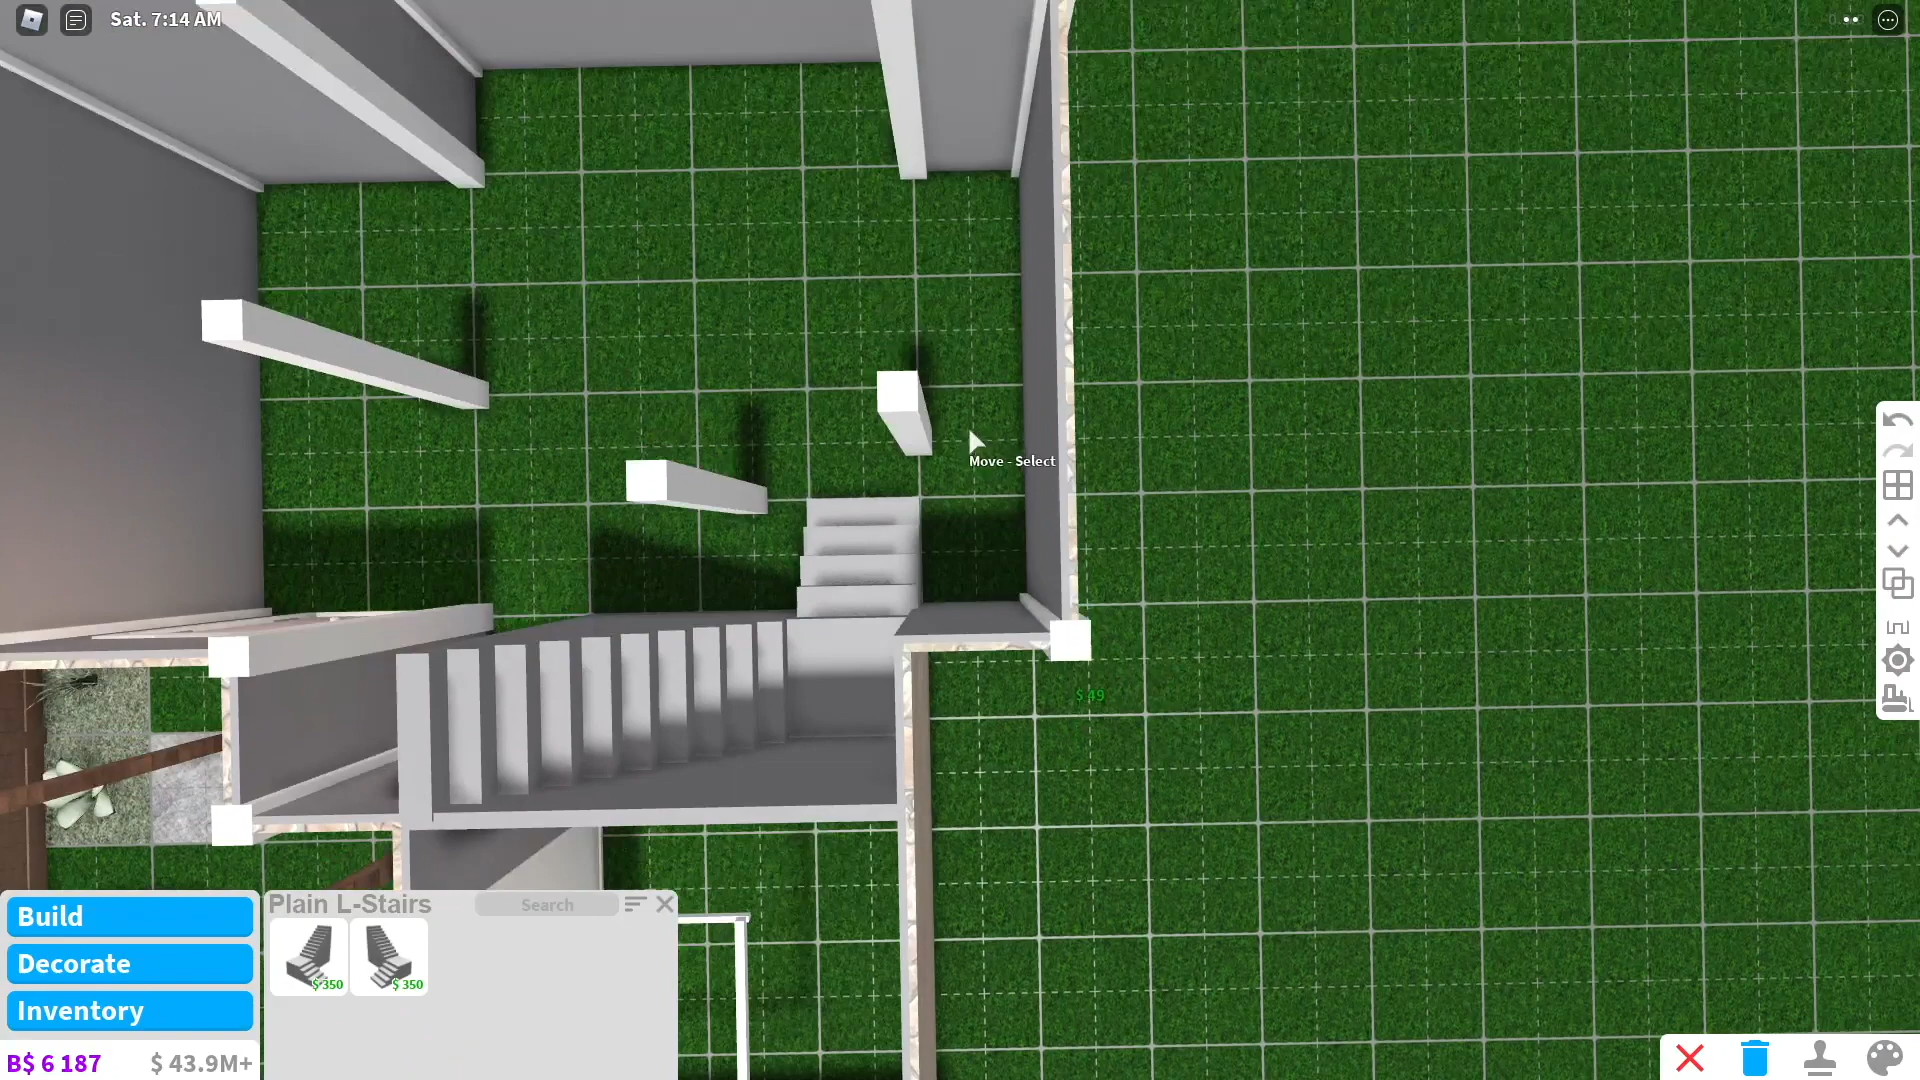 Sat. 7:14 AM
Move - Select
$ 49
Build
Decorate
Inventory
B$ 6 187
$ 43.9M+
Plain L-Stairs
Search
$ 350
$ 350